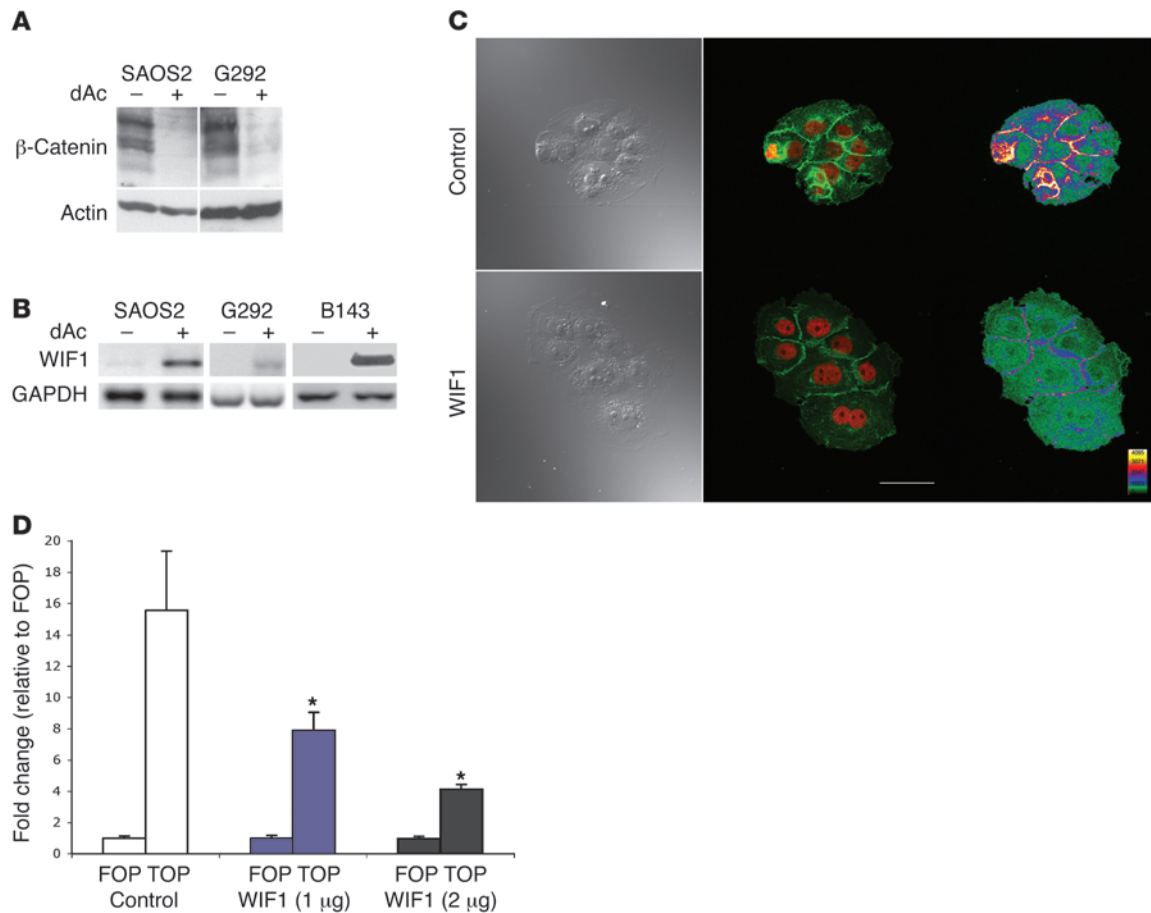 A
SAOS2 G292
dAc − + − +
β-Catenin
Actin
B
SAOS2 G292 B143
dAc − + − + − +
WIF1
GAPDH
C
Control
WIF1
4095
D
Fold change (relative to FOP)
20
18
16
14
12
10
8
6
4
2
0
*
*
FOP TOP FOP TOP FOP TOP
Control WIF1 (1 μg) WIF1 (2 μg)